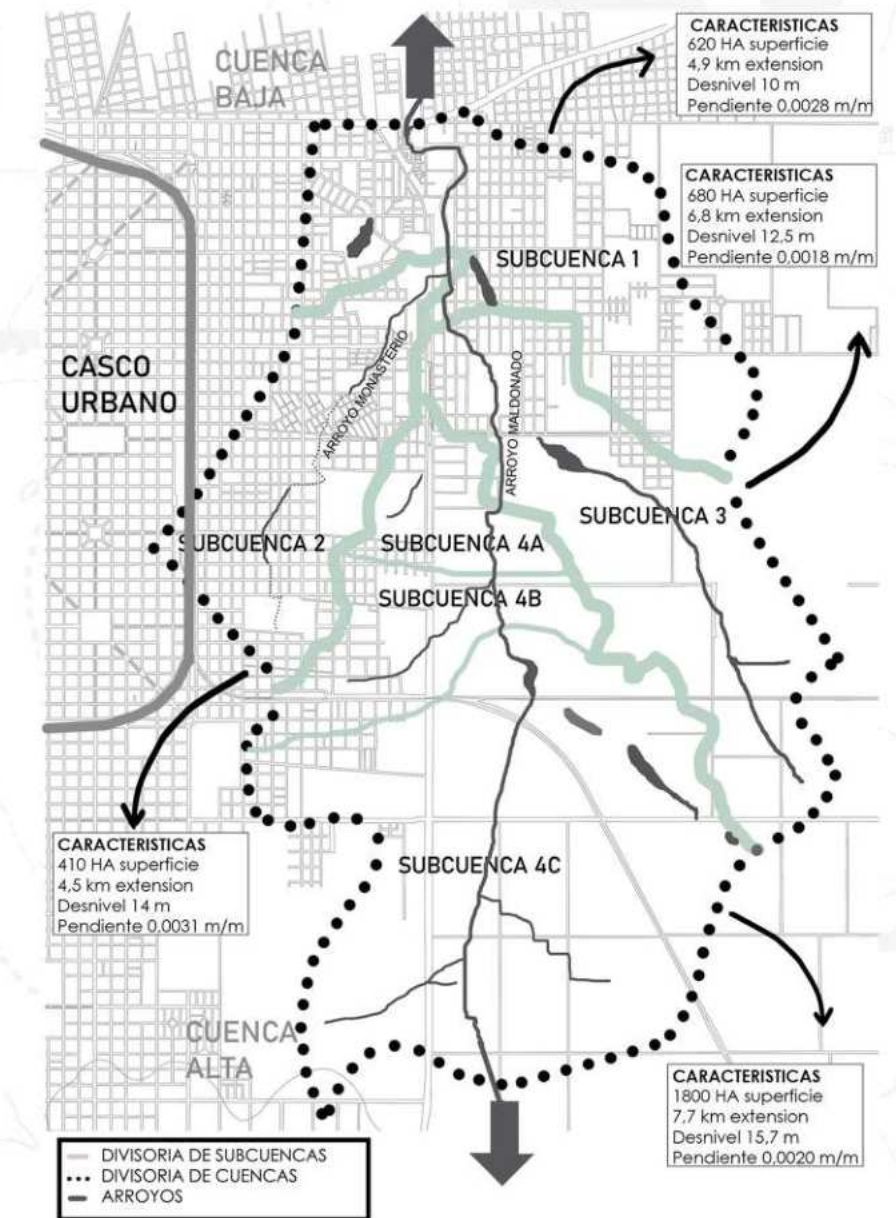 CARACTERISTICAS
620 HA superficie
4,9 km extension
Desnivel 10 m
Pendiente 0,0028 m/m
CUENCA
BAJA
CARACTERISTICAS
680 HA superficie
6,8 km extension
Desnivel 12,5 m
Pendiente 0,0018 m/m
SUBCUENCA 1
CASCO
URBANO
ARROYO MONASTERIO
ARROYO MALDONADO
SUBCUENCA 3
SUBCUENCA 2
SUBCUENCA 4A
SUBCUENCA 4B
CARACTERISTICAS
410 HA superficie
4,5 km extension
Desnivel 14 m
Pendiente 0,0031 m/m
SUBCUENCA 4C
CUENCA
ALTA
CARACTERISTICAS
1800 HA superficie
7,7 km extension
Desnivel 15,7 m
Pendiente 0,0020 m/m
DIVISORIA DE SUBCUENCAS
DIVISORIA DE CUENCAS
ARROYOS